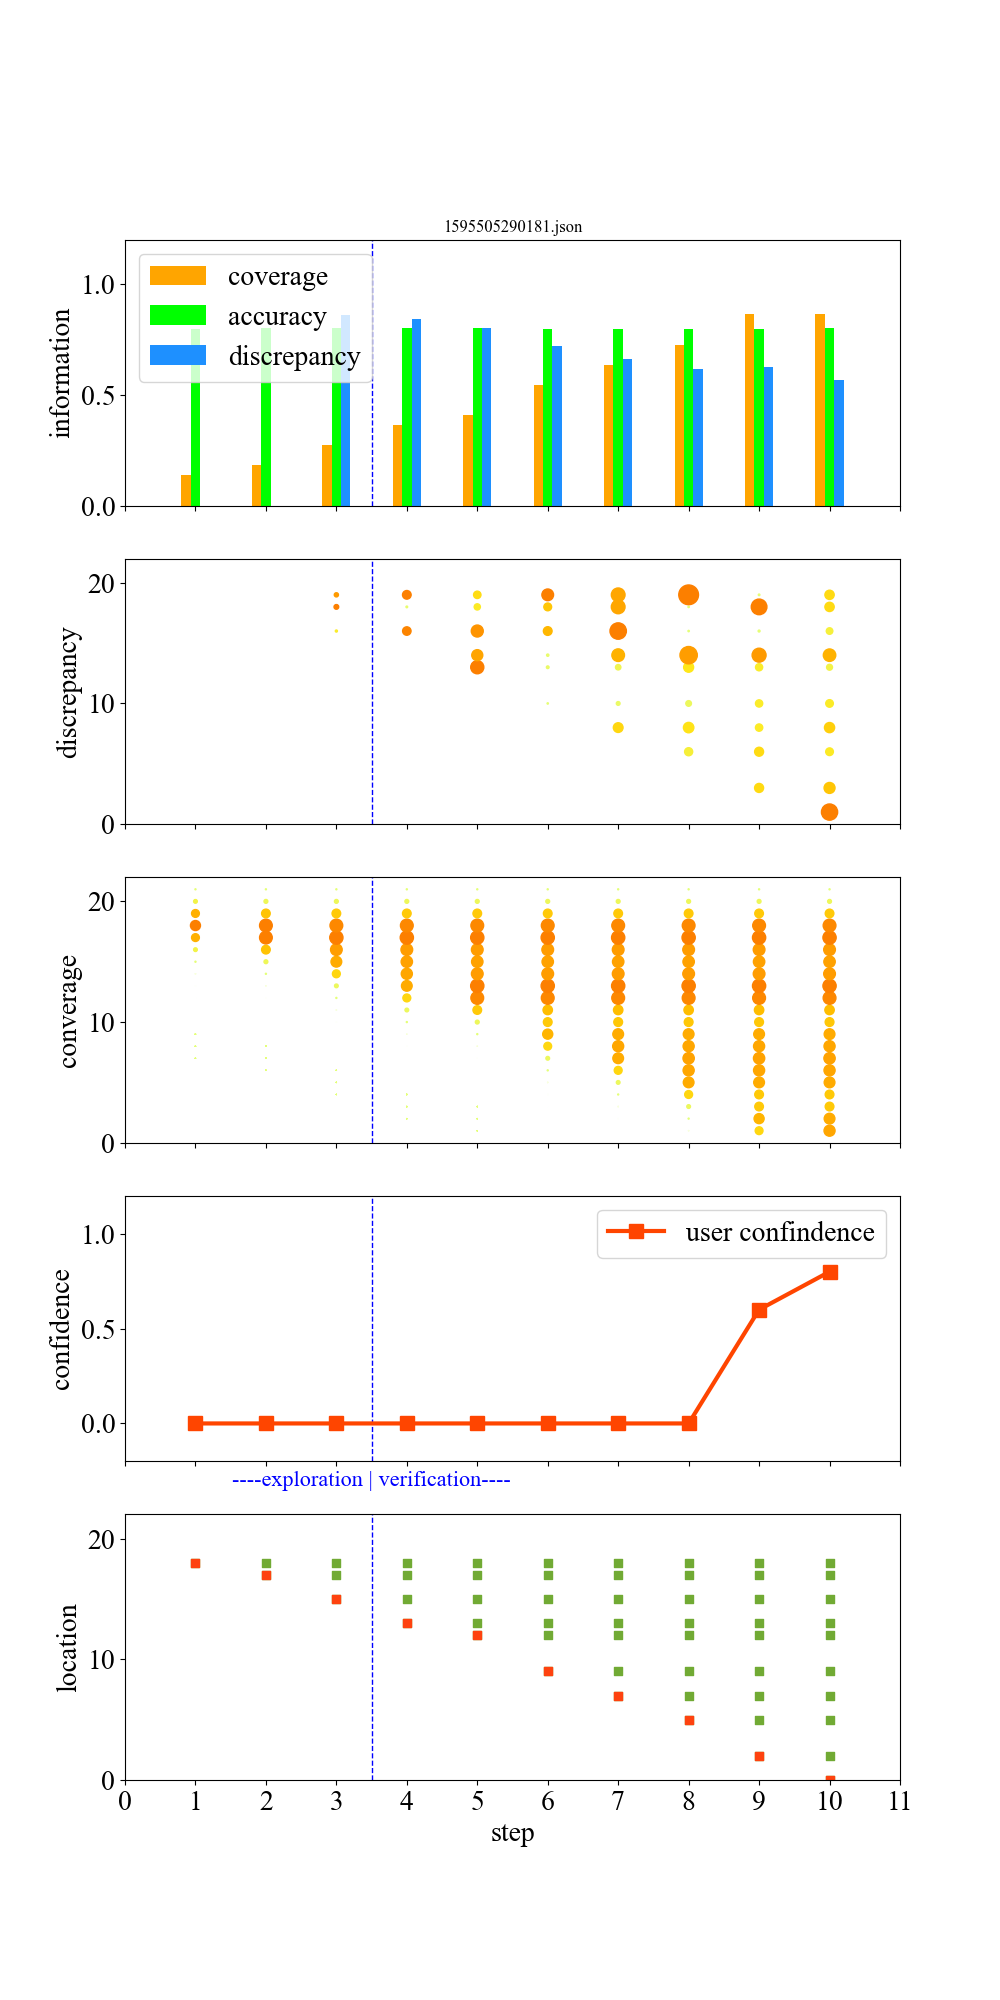 1595505290181.json
1.0
0.5
0.0
information
coverage
accuracy
discrepancy
20
10
0
discrepancy
20
10
0
converage
1.0
0.5
0.0
confidence
user confindence
----exploration | verification----
20
10
0
location
0 1 2 3 4 5 6 7 8 9 10 11
step